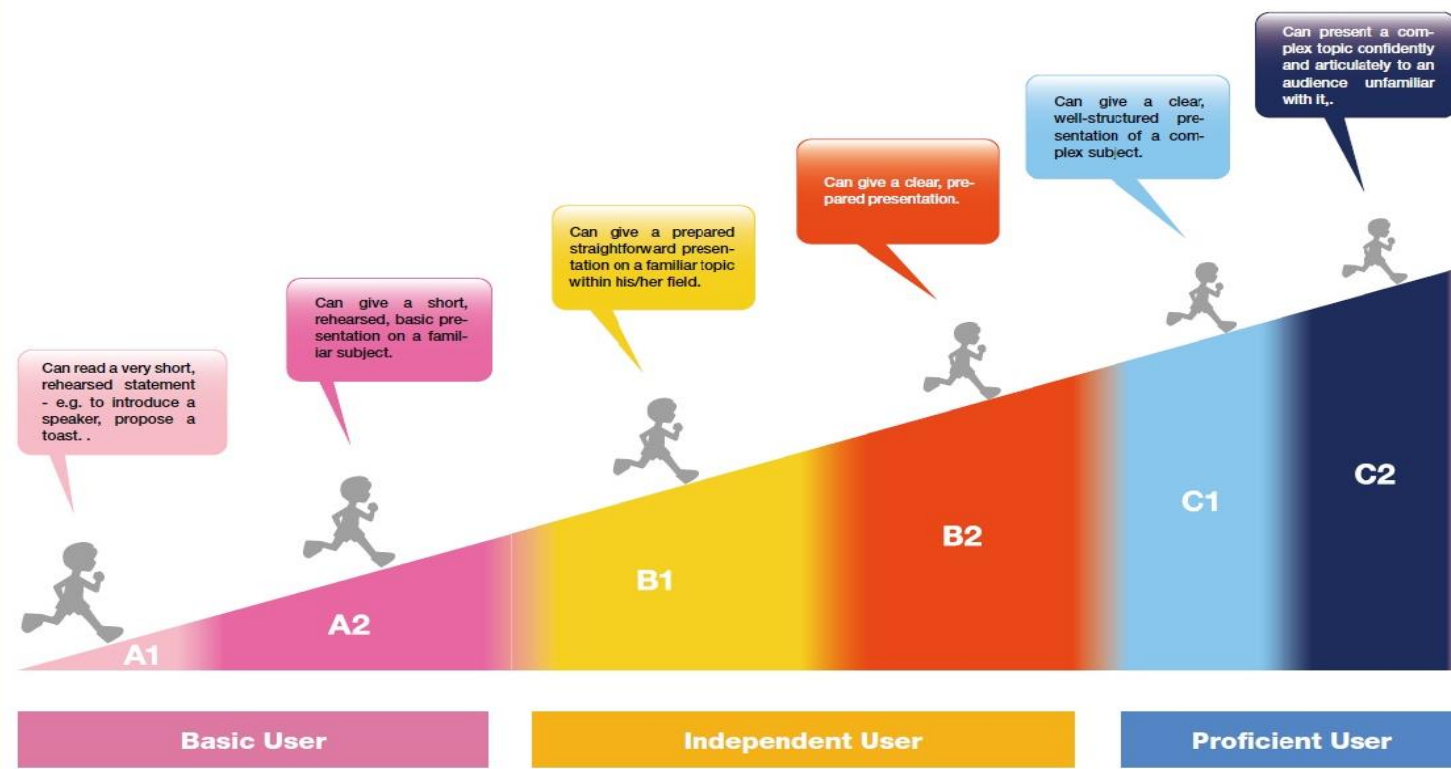 Can read a very short,
rehearsed statement
- e.g. to introduce a
speaker, propose a
toast. .
Can give a short,
rehearsed, basic pre-
sentation on a famil-
iar subject.
Can give a prepared
straightforward presen-
tation on a familiar topic
within his/her field.
Can give a clear, pre-
pared presentation.
Can give a clear,
well-structured pre-
sentation of a com-
plex subject.
Can present a com-
plex topic confidently
and articulately to an
audience unfamiliar
with it,.
A1
A2
B1
B2
C1
C2
Basic User
Independent User
Proficient User